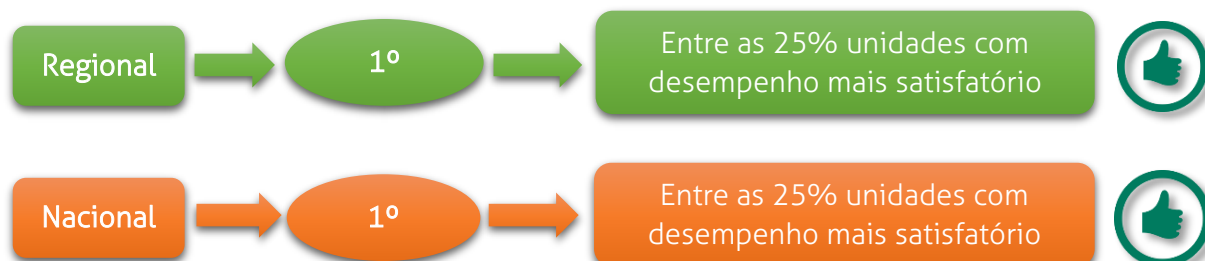 Regional
1º
Entre as 25% unidades com
desempenho mais satisfatório
Nacional
1º
Entre as 25% unidades com
desempenho mais satisfatório